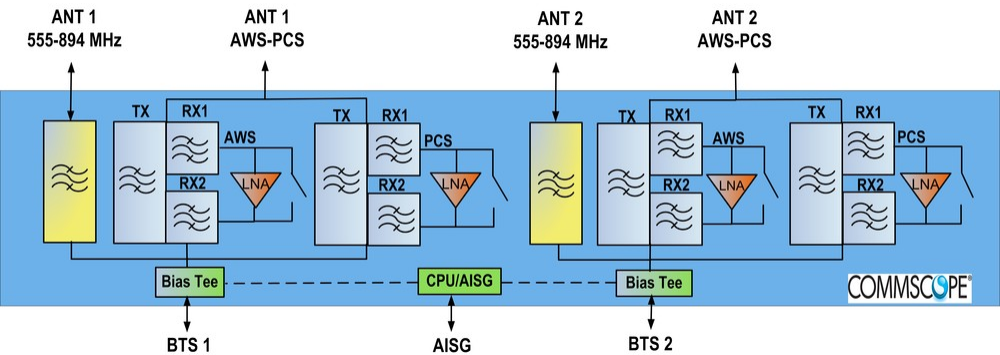 ANT 1
555-894 MHz
ANT 1
AWS-PCS
ANT 2
555-894 MHz
ANT 2
AWS-PCS
TX
RX1
AWS
RX2
LNA
TX
RX1
PCS
RX2
LNA
TX
RX1
AWS
RX2
LNA
TX
RX1
PCS
RX2
LNA
Bias Tee
CPU/AISG
Bias Tee
COMMSCOPE®
BTS 1
AISG
BTS 2